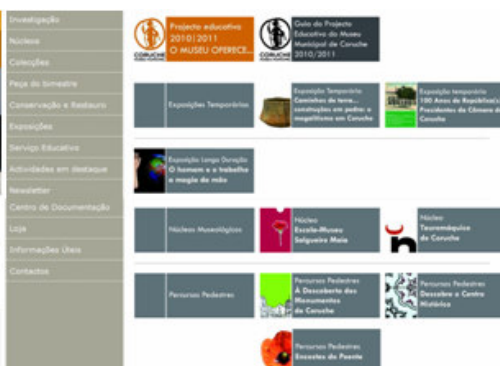 Investigação
Núcleos
Colecções
Peça do bimestre
Conservação e Restauro
Exposições
Serviço Educativo
Actividades em destaque
Newsletter
Centro de Documentação
Loja
Informações Úteis
Contactos
CORUCHE
Projecto educativo
2010|2011
O MUSEU OFERECE...
CORUCHE
Guia do Projecto
Educativo do Museu
Municipal de Coruche
2010/2011
Exposições Temporárias
Exposição Temporária
Caminhos de terra...
construções em pedra: o
megalitismo em Coruche
Exposição temporária
100 Anos de República(s)
Presidentes da Câmara de
Coruche
Exposição Longa Duração
O homem e o trabalho
a magia da mão
Núcleos Museológicos
Núcleo
Escola-Museu
Salgueiro Maia
Núcleo
Tauromáquico
de Coruche
Percursos Pedestres
Percursos Pedestres
À Descoberta dos
Monumentos
de Coruche
Percursos Pedestres
Descobre o Centro
Histórico
Percursos Pedestres
Encostas do Poente